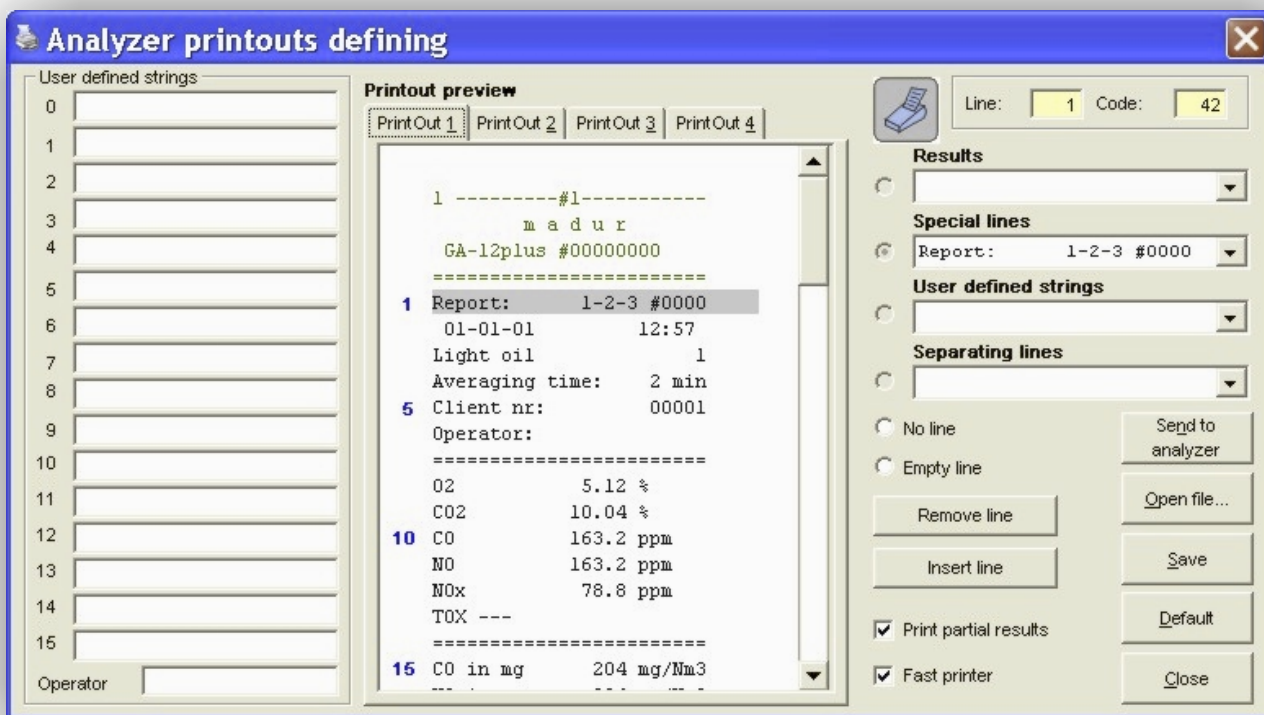 Analyzer printouts defining
User defined strings
0
1
2
3
4
5
6
7
8
9
10
11
12
13
14
15
Operator
Printout preview
PrintOut 1 PrintOut 2 PrintOut 3 PrintOut 4
1 ---------#1-----------
m a d u r
GA-12plus #00000000
========================
1 Report: 1-2-3 #0000
01-01-01 12:57
Light oil 1
Averaging time: 2 min
5 Client nr: 00001
Operator:
========================
O2 5.12 %
CO2 10.04 %
10 CO 163.2 ppm
NO 163.2 ppm
NOx 78.8 ppm
TOX ---
========================
15 CO in mg 204 mg/Nm3
Line: 1 Code: 42
Results
Special lines
Report: 1-2-3 #0000
User defined strings
Separating lines
No line
Empty line
Remove line
Insert line
Print partial results
Fast printer
Send to
analyzer
Open file...
Save
Default
Close